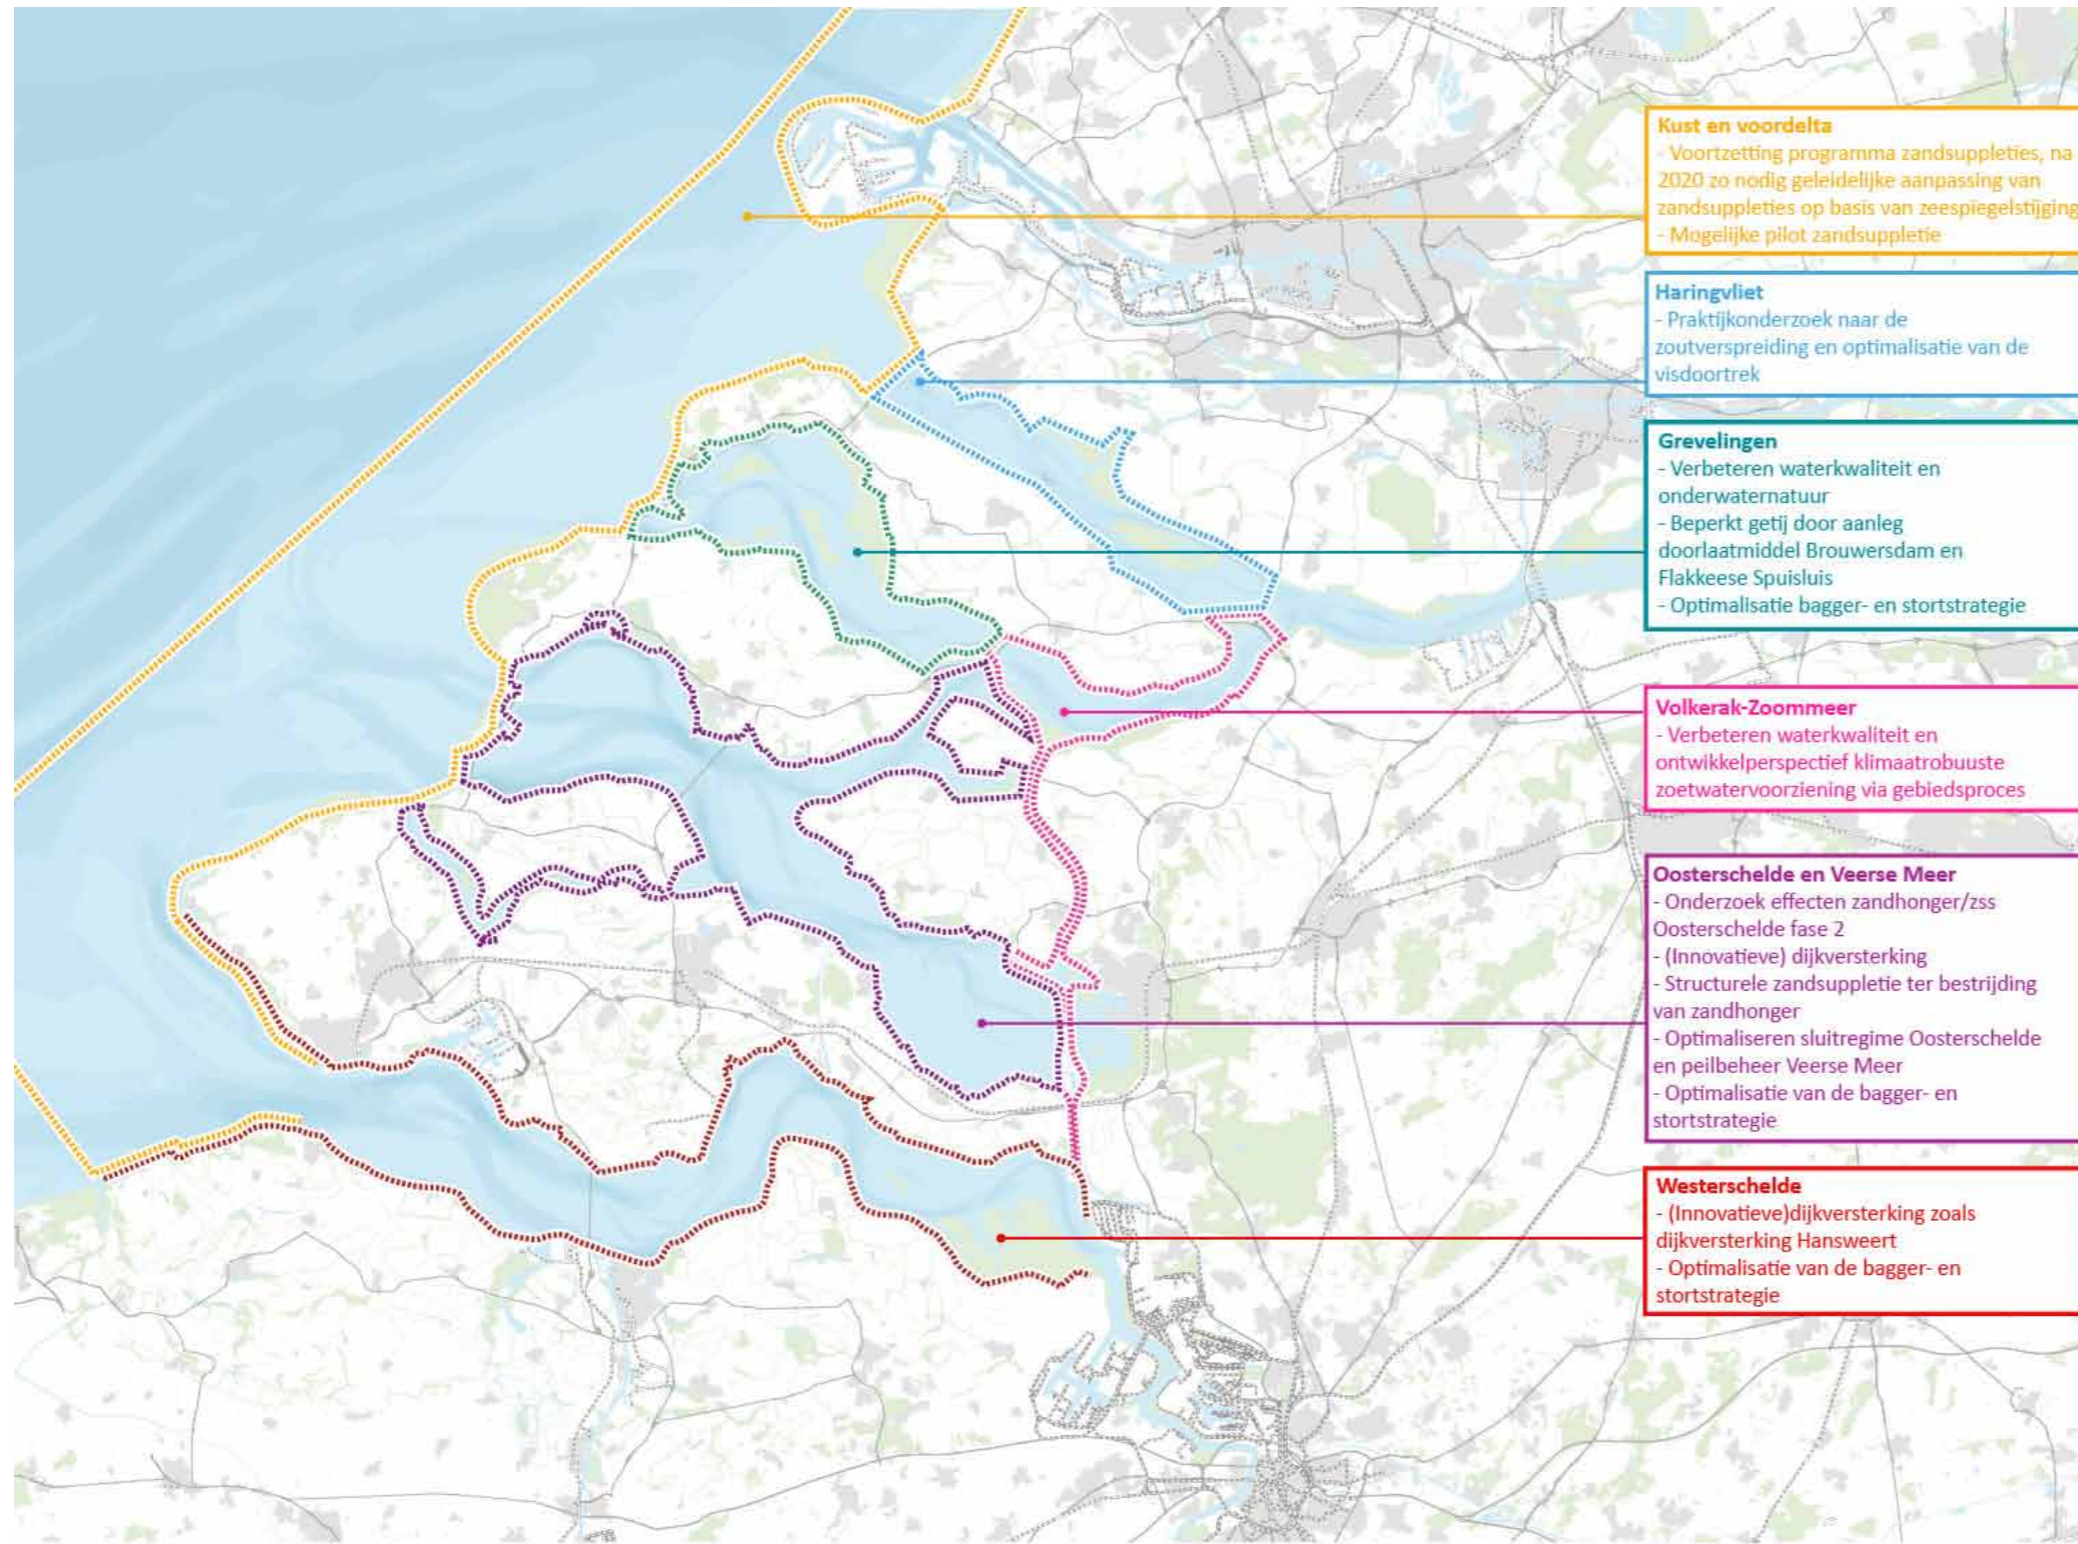 Kust en voordelta
- Voortzetting programma zandsuppleties, na
2020 zo nodig geleidelijke aanpassing van
zandsuppleties op basis van zeespiegelstijging
- Mogelijke pilot zandsuppletie
Haringvliet
- Praktijkonderzoek naar de
zoutverspreiding en optimalisatie van de
visdoortrek
Grevelingen
- Verbeteren waterkwaliteit en
onderwaternatuur
- Beperkt getij door aanleg
doorlaatmiddel Brouwersdam en
Flakkeese Spuisluis
- Optimalisatie bagger- en stortstrategie
Volkerak-Zoommeer
- Verbeteren waterkwaliteit en
ontwikkelperspectief klimaatrobuuste
zoetwatervoorziening via gebiedsproces
Oosterschelde en Veerse Meer
- Onderzoek effecten zandhonger/zss
Oosterschelde fase 2
- (Innovatieve) dijkversterking
- Structurele zandsuppletie ter bestrijding
van zandhonger
- Optimaliseren sluitregime Oosterschelde
en peilbeheer Veerse Meer
- Optimalisatie van de bagger- en
stortstrategie
Westerschelde
- (Innovatieve)dijkversterking zoals
dijkversterking Hansweert
- Optimalisatie van de bagger- en
stortstrategie